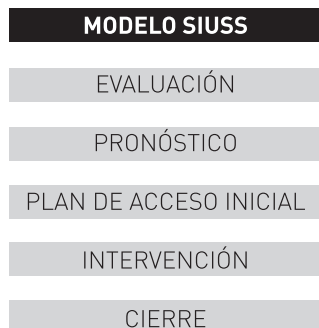 MODELO SIUSS
EVALUACIÓN
PRONÓSTICO
PLAN DE ACCESO INICIAL
INTERVENCIÓN
CIERRE